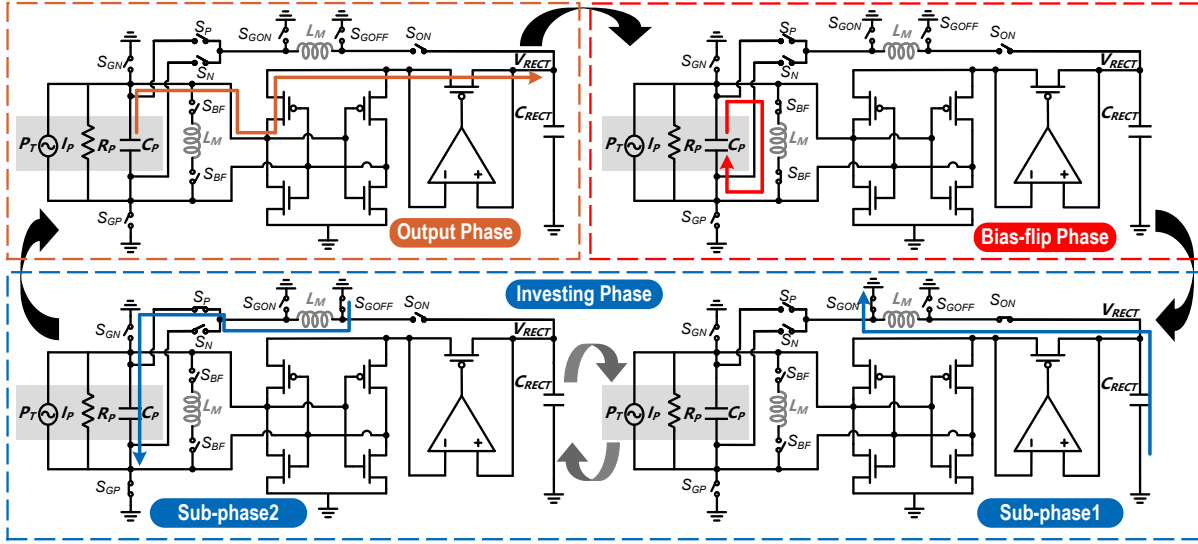 S_GON L_M S_GOFF S_ON
S_P
S_N
S_GN
V_RECT
C_RECT
S_BF
P_T I_P R_P C_P L_M
S_BF
S_GP
Output Phase
S_GON L_M S_GOFF S_ON
S_P
S_N
S_GN
V_RECT
C_RECT
S_BF
P_T I_P R_P C_P L_M
S_BF
S_GP
Bias-flip Phase
Investing Phase
S_GON L_M S_GOFF S_ON
S_P
S_N
S_GN
V_RECT
C_RECT
S_BF
P_T I_P R_P C_P L_M
S_BF
S_GP
Sub-phase2
S_GON L_M S_GOFF S_ON
S_P
S_N
S_GN
V_RECT
C_RECT
S_BF
P_T I_P R_P C_P L_M
S_BF
S_GP
Sub-phase1